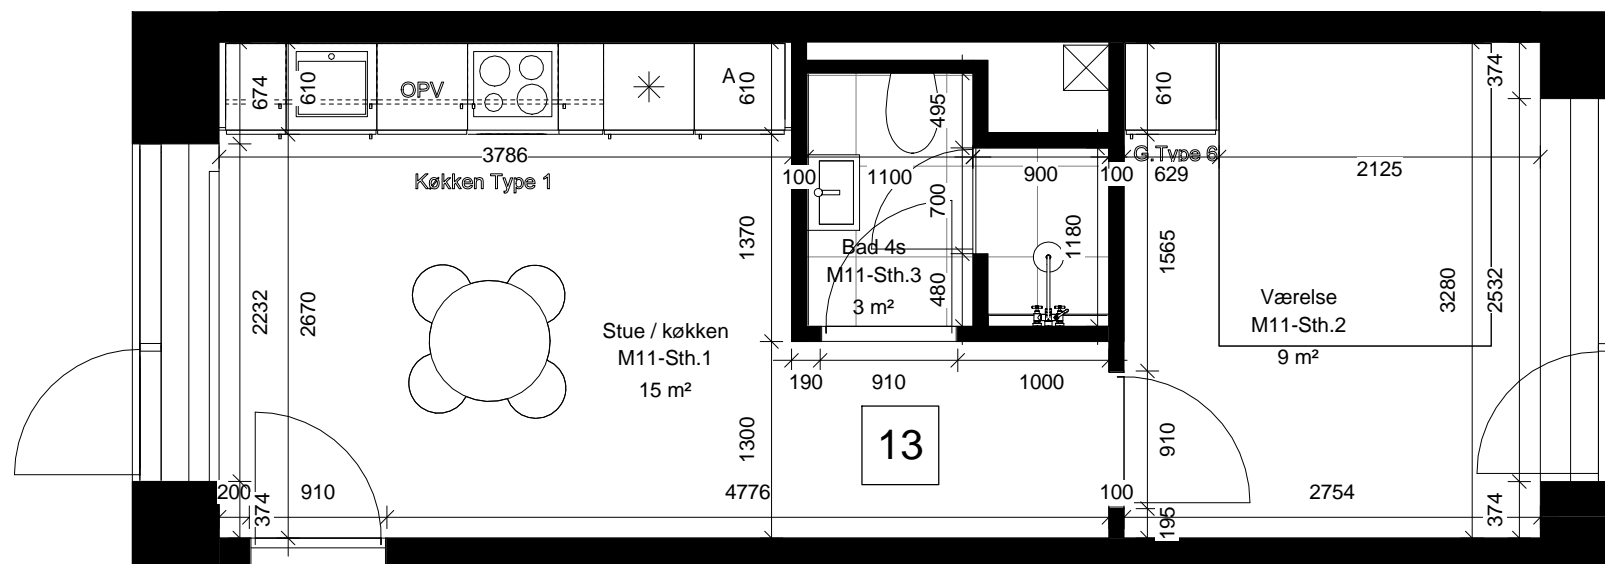 674
610
OPV
A
610
495
610
374
3786
Køkken Type 1
100
1100
900
100
G.Type 6
629
2125
700
1370
1180
1565
2232
2670
Bad 4s
M11-Sth.3
3 m²
480
3280
2532
Stue / køkken
M11-Sth.1
15 m²
Værelse
M11-Sth.2
9 m²
190
910
1000
1300
13
910
200
374
910
4776
100
195
2754
374